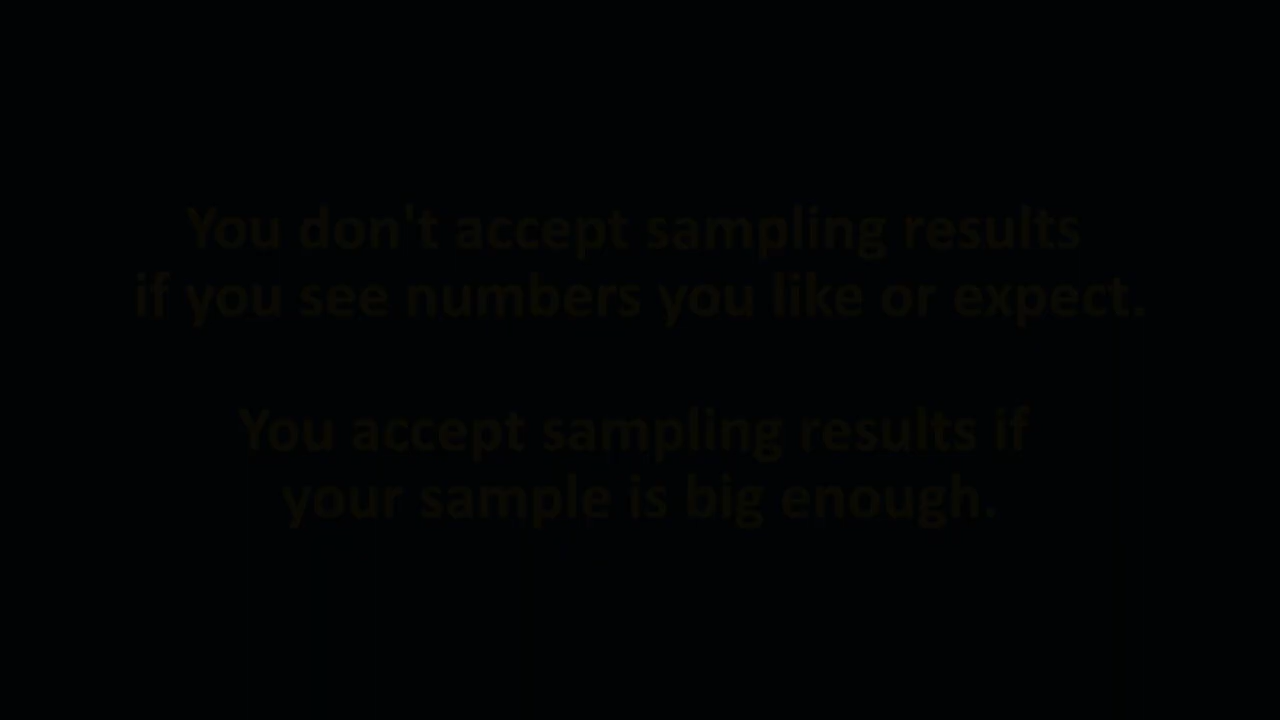 You don't accept sampling results
if you see numbers you like or expect.
You accept sampling results if
your sample is big enough.